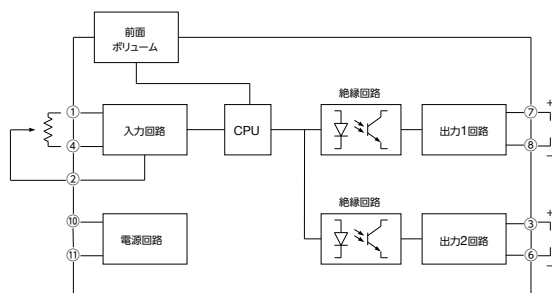 前面
ボリューム
絶縁回路
①
入力回路
CPU
出力1回路
⑦
④
⑧
②
+
−
絶縁回路
⑩
電源回路
⑪
出力2回路
③
⑥
+
−